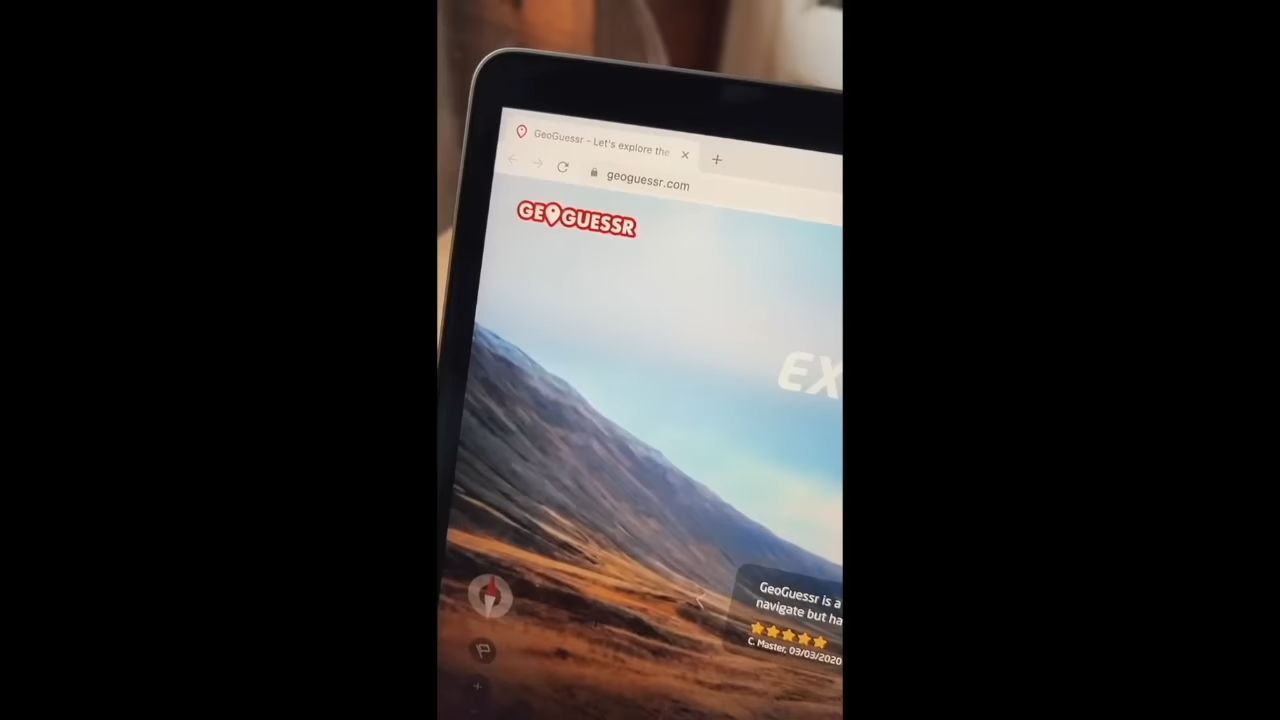 GeoGuessr - Let's explore the
geoguessr.com
GEOGUESSR
EX
GeoGuessr is a
navigate but ha
C. Master, 03/03/2020